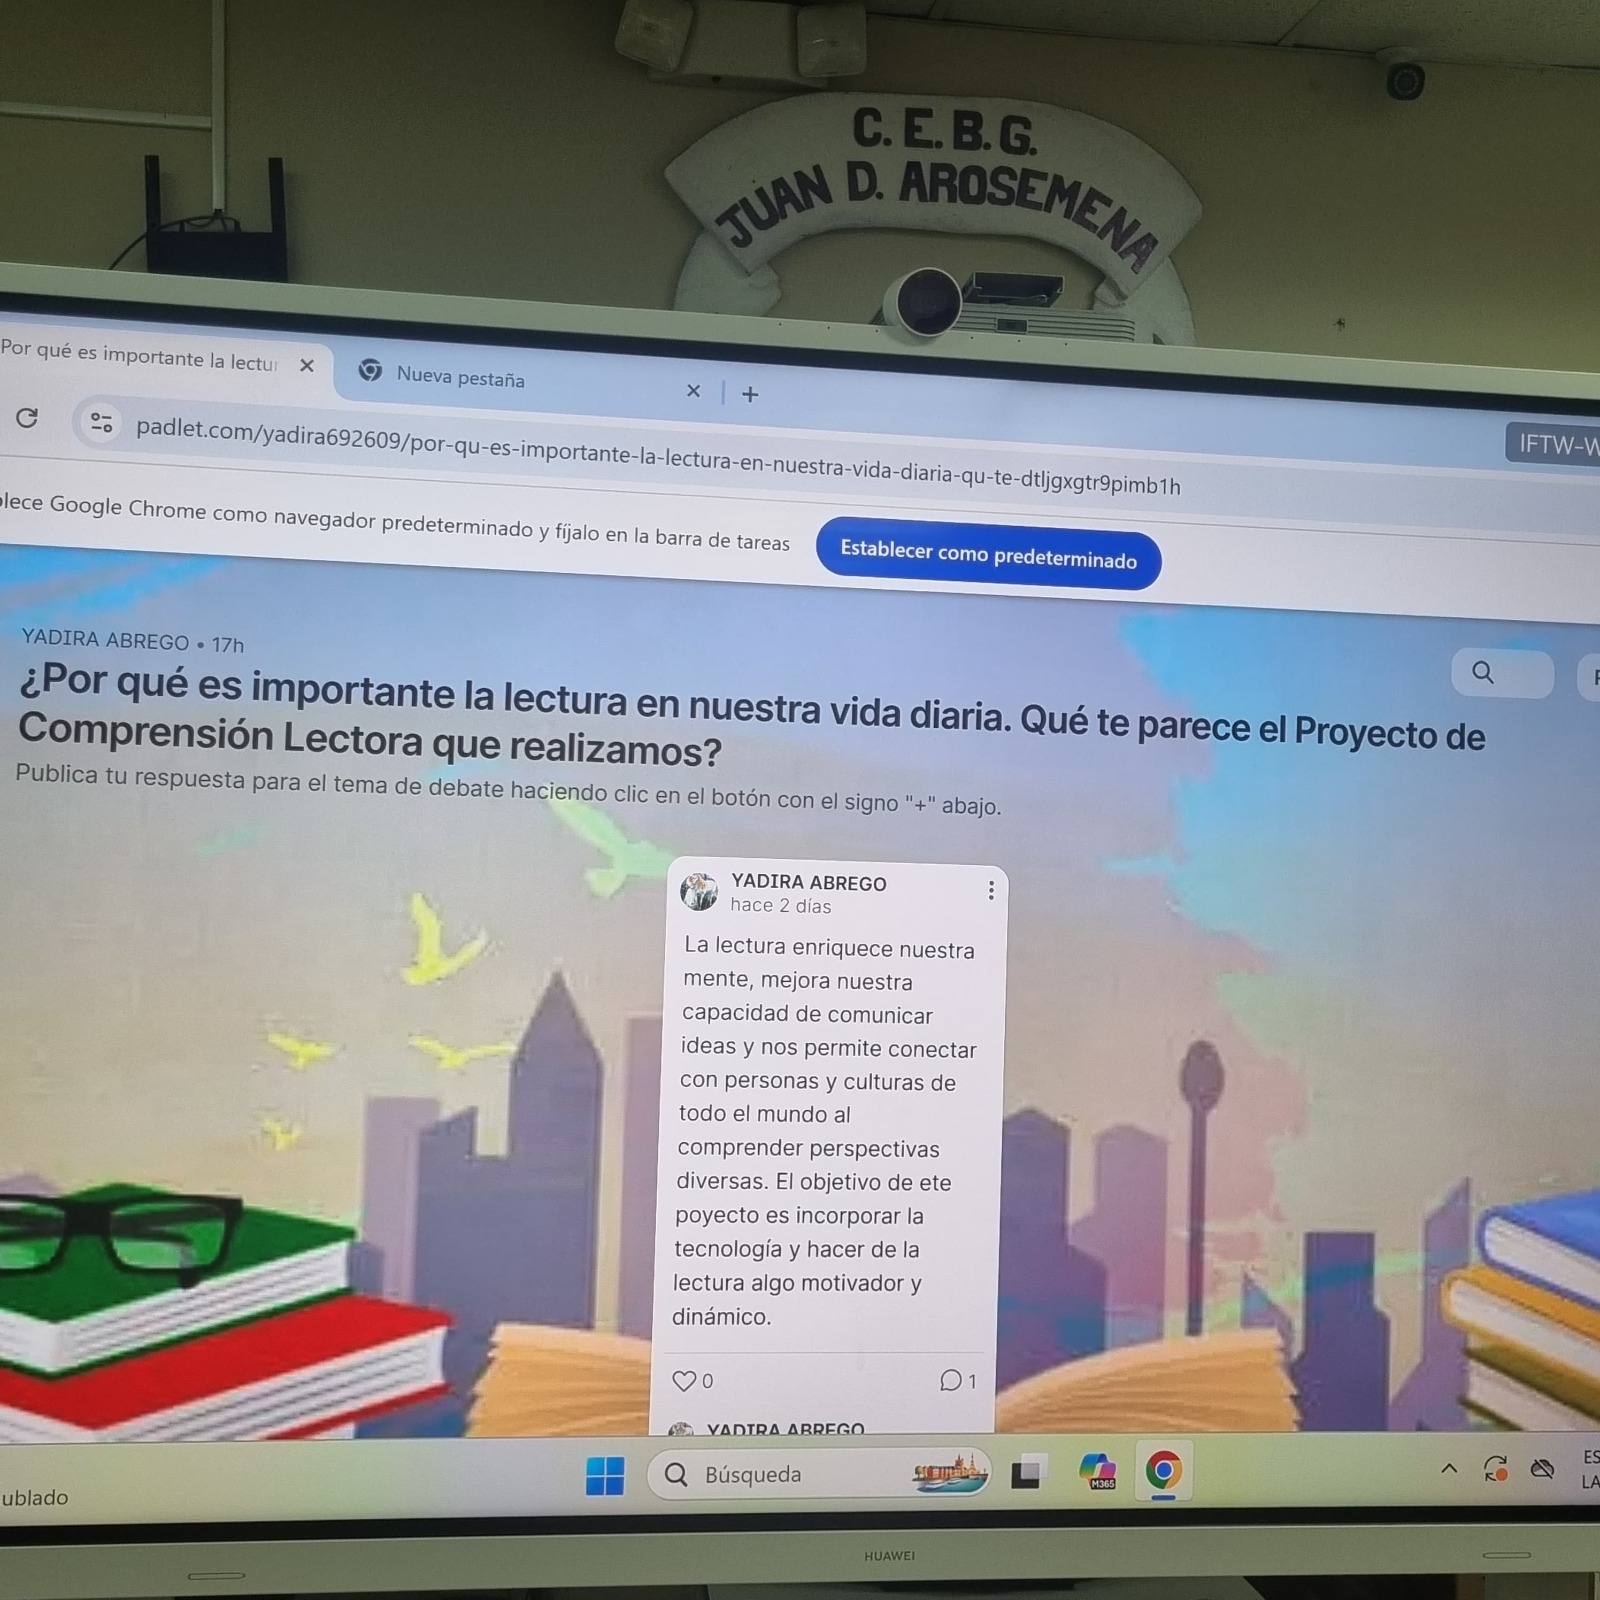 C. E. B. G.
JUAN D. AROSEMENA
Por qué es importante la lectu
Nueva pestaña
padlet.com/yadira692609/por-qu-es-importante-la-lectura-en-nuestra-vida-diaria-qu-te-dtljgxgtr9pimb1h
IFTW-W
lece Google Chrome como navegador predeterminado y fíjalo en la barra de tareas
Establecer como predeterminado
YADIRA ABREGO • 17h
¿Por qué es importante la lectura en nuestra vida diaria. Qué te parece el Proyecto de
Comprensión Lectora que realizamos?
Publica tu respuesta para el tema de debate haciendo clic en el botón con el signo "+" abajo.
YADIRA ABREGO
hace 2 días
La lectura enriquece nuestra
mente, mejora nuestra
capacidad de comunicar
ideas y nos permite conectar
con personas y culturas de
todo el mundo al
comprender perspectivas
diversas. El objetivo de ete
poyecto es incorporar la
tecnología y hacer de la
lectura algo motivador y
dinámico.
0
1
YADIRA ABREGO
Búsqueda
M365
ES
LA
ublado
HUAWEI